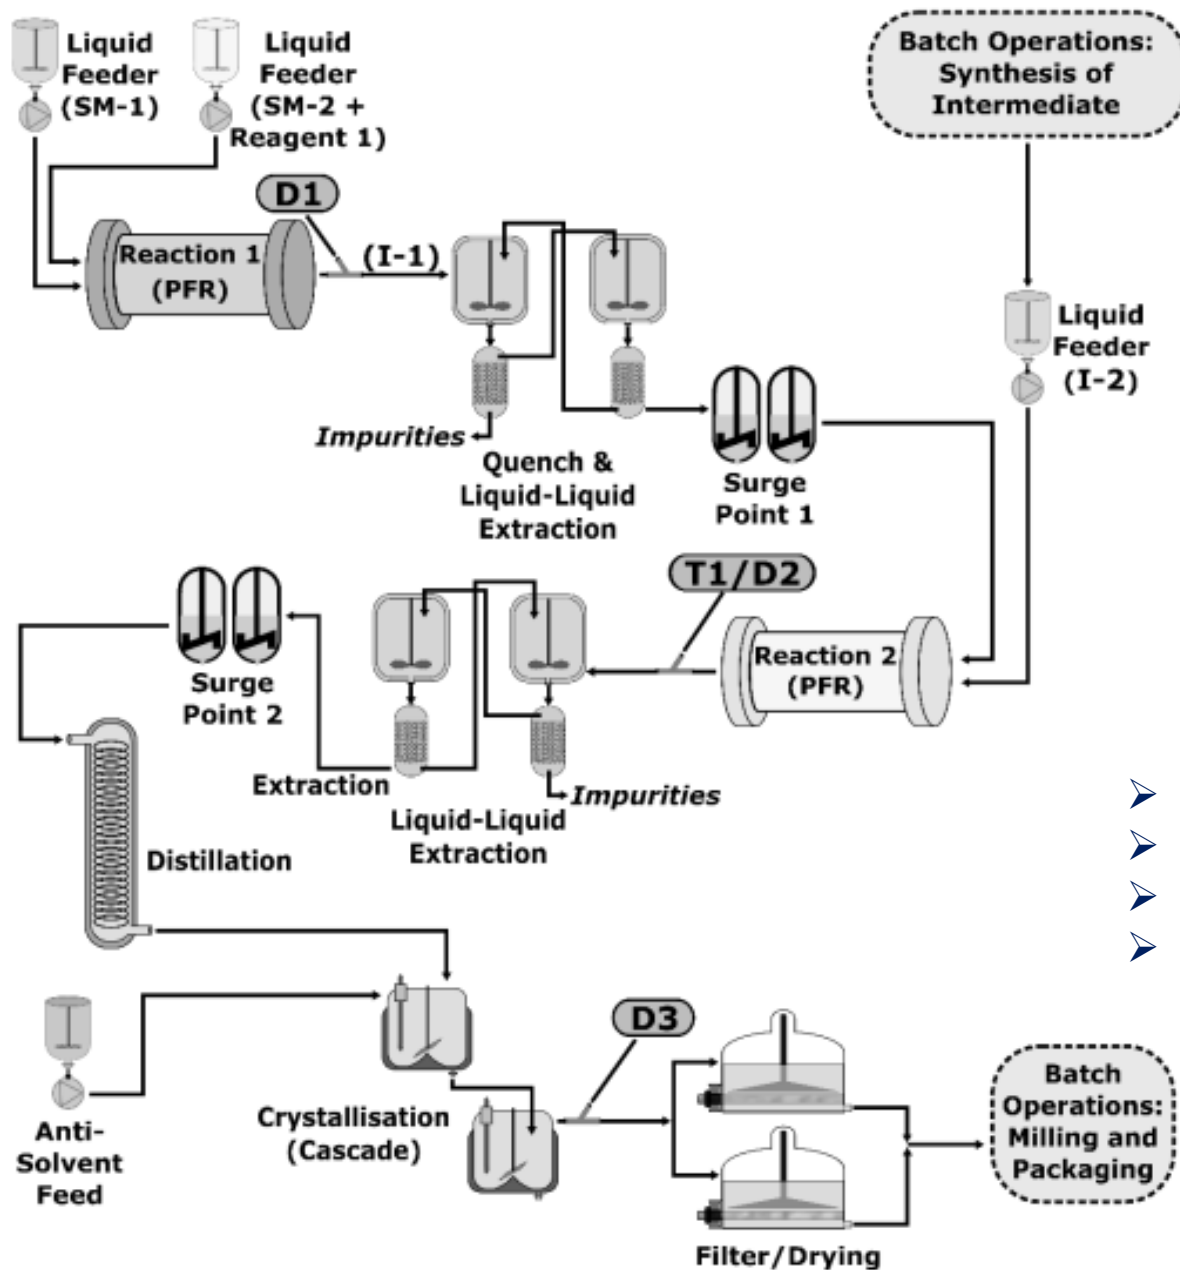 Liquid
Feeder
(SM-1)
Liquid
Feeder
(SM-2 +
Reagent 1)
Batch Operations:
Synthesis of
Intermediate
D1
Reaction 1
(PFR)
(I-1)
Liquid
Feeder
(I-2)
Impurities
Quench &
Liquid-Liquid
Extraction
Surge
Point 1
T1/D2
Reaction 2
(PFR)
Surge
Point 2
Extraction
Impurities
Liquid-Liquid
Extraction
Distillation
D3
Anti-
Solvent
Feed
Crystallisation
(Cascade)
Batch
Operations:
Milling and
Packaging
Filter/Drying